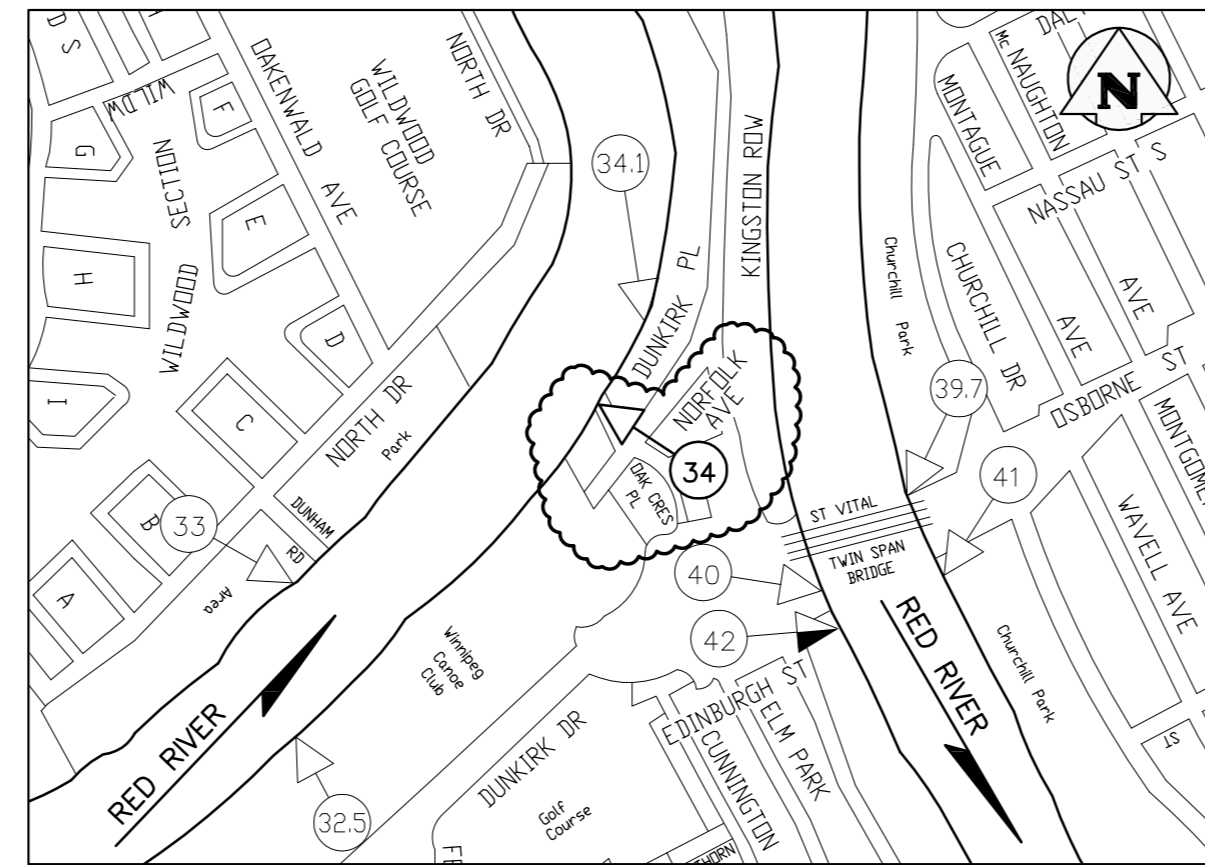 D S
WILDW
G
F
SECTION
WILDWOOD
E
H
D
I
C
B
A
OAKENWALD
AVE
WILDWOOD
GOLF COURSE
NORTH DR
34.1
DUNKIRK PL
KINGSTON ROW
Mc NAUGHTON
MONTAGUE
N
NASSAU ST S
Churchill
Park
CHURCHILL DR
AVE
AVE
OSBORNE ST
39.7
41
MONTGOME
WAVELL AVE
ST
NORTH DR
Park
DUNHAM
RD
33
Area
NORFOLK
AVE
34
OAK CRES
PL
ST VITAL
TWIN SPAN
BRIDGE
40
42
RED RIVER
Churchill Park
Winnipeg
Canoe
Club
RED RIVER
32.5
DUNKIRK DR
Golf
Course
EDINBURGH ST
CUNNINGTON
ELM PARK